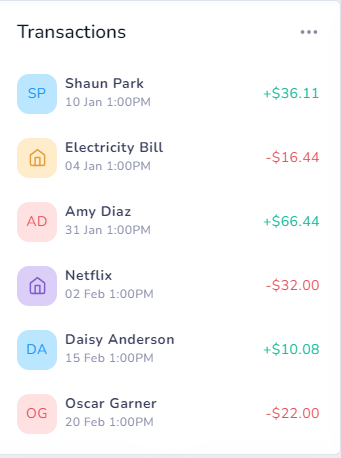 Transactions
SP
Shaun Park
10 Jan 1:00PM
+$36.11
Electricity Bill
04 Jan 1:00PM
-$16.44
AD
Amy Diaz
31 Jan 1:00PM
+$66.44
Netflix
02 Feb 1:00PM
-$32.00
DA
Daisy Anderson
15 Feb 1:00PM
+$10.08
OG
Oscar Garner
20 Feb 1:00PM
-$22.00